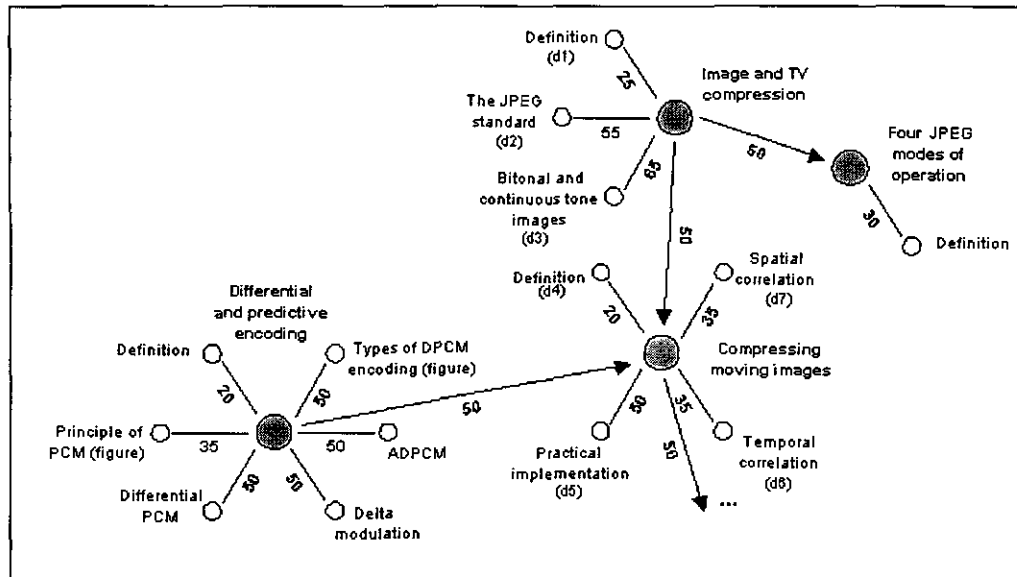 Definition
(d1)
25
Image and TV
compression
The JPEG
standard
(d2)
55
50
Four JPEG
modes of
operation
Bitonal and
continuous tone
images
(d3)
65
30
Definition
50
Definition
(d4)
20
Spatial
correlation
(d7)
35
Differential
and predictive
encoding
Definition
20
Types of DPCM
encoding (figure)
50
Compressing
moving images
50
Principle of
PCM (figure)
35
50
ADPCM
50
35
Practical
implementation
(d5)
50
Temporal
correlation
(d6)
Differential
PCM
50
50
Delta
modulation
...